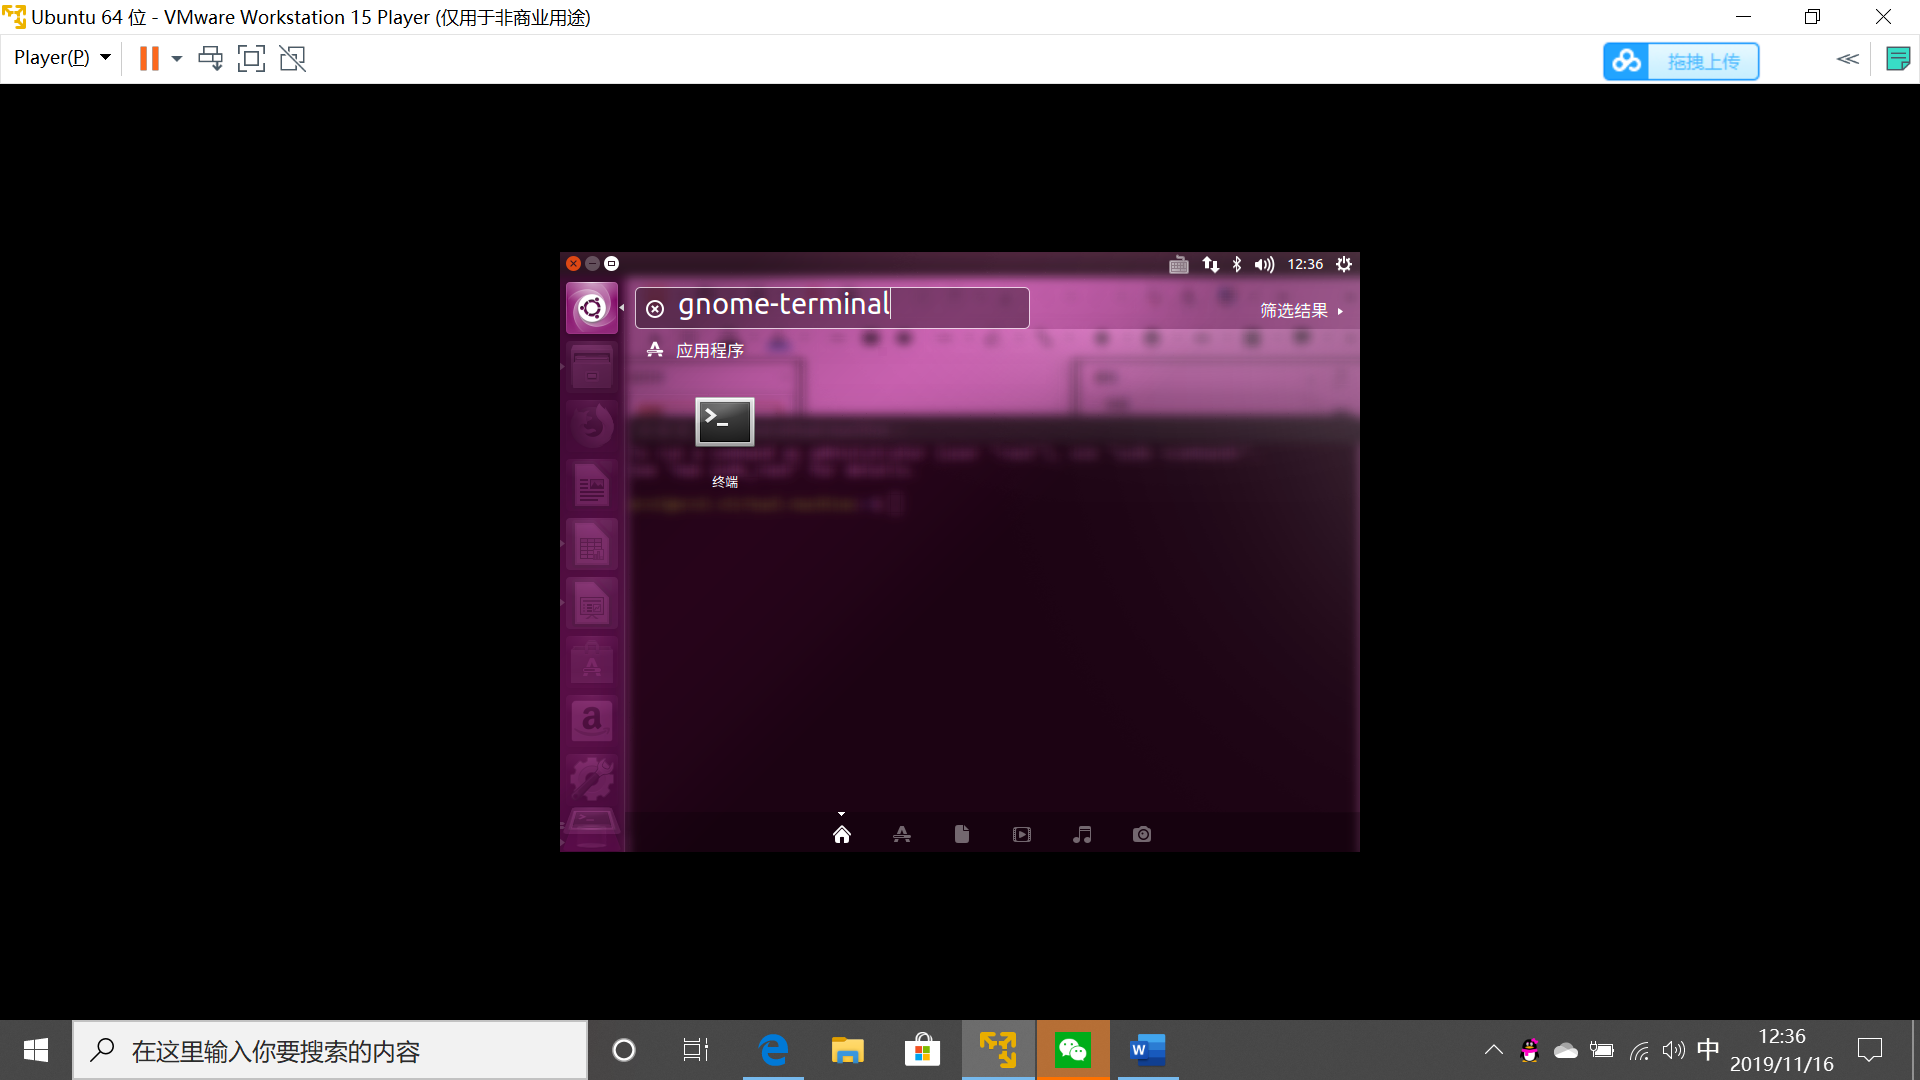 Ubuntu 64 位 - VMware Workstation 15 Player (仅用于非商业用途)
Player(P)
拖拽上传
12:36
gnome-terminal
筛选结果
应用程序
终端
在这里输入你要搜索的内容
中
12:36
2019/11/16